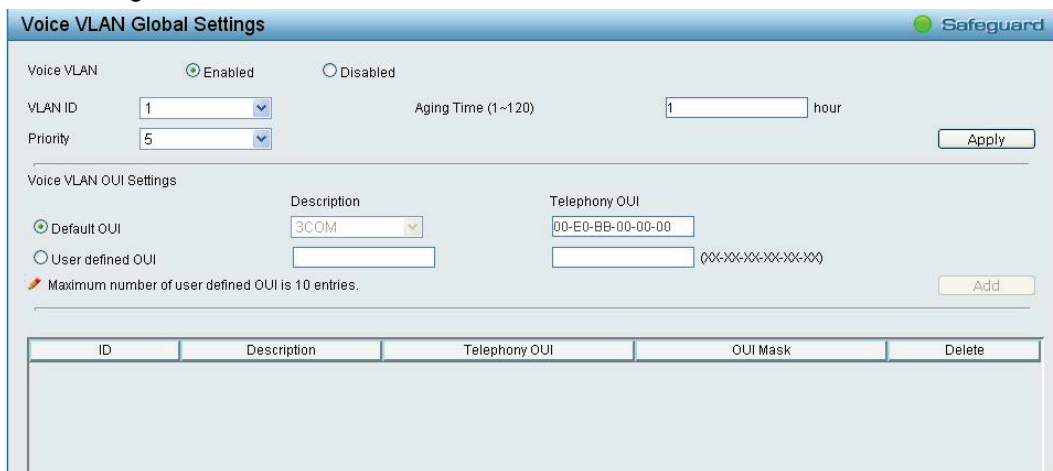 Voice VLAN Global Settings Safeguard
Voice VLAN Enabled Disabled
VLAN ID 1 Aging Time (1~120) 1 hour
Priority 5 Apply
Voice VLAN OUI Settings
Description Telephony OUI
Default OUI 3COM 00-E0-BB-00-00-00
User defined OUI (XX-XX-XX-XX-XX-XX)
Maximum number of user defined OUI is 10 entries. Add
ID Description Telephony OUI OUI Mask Delete